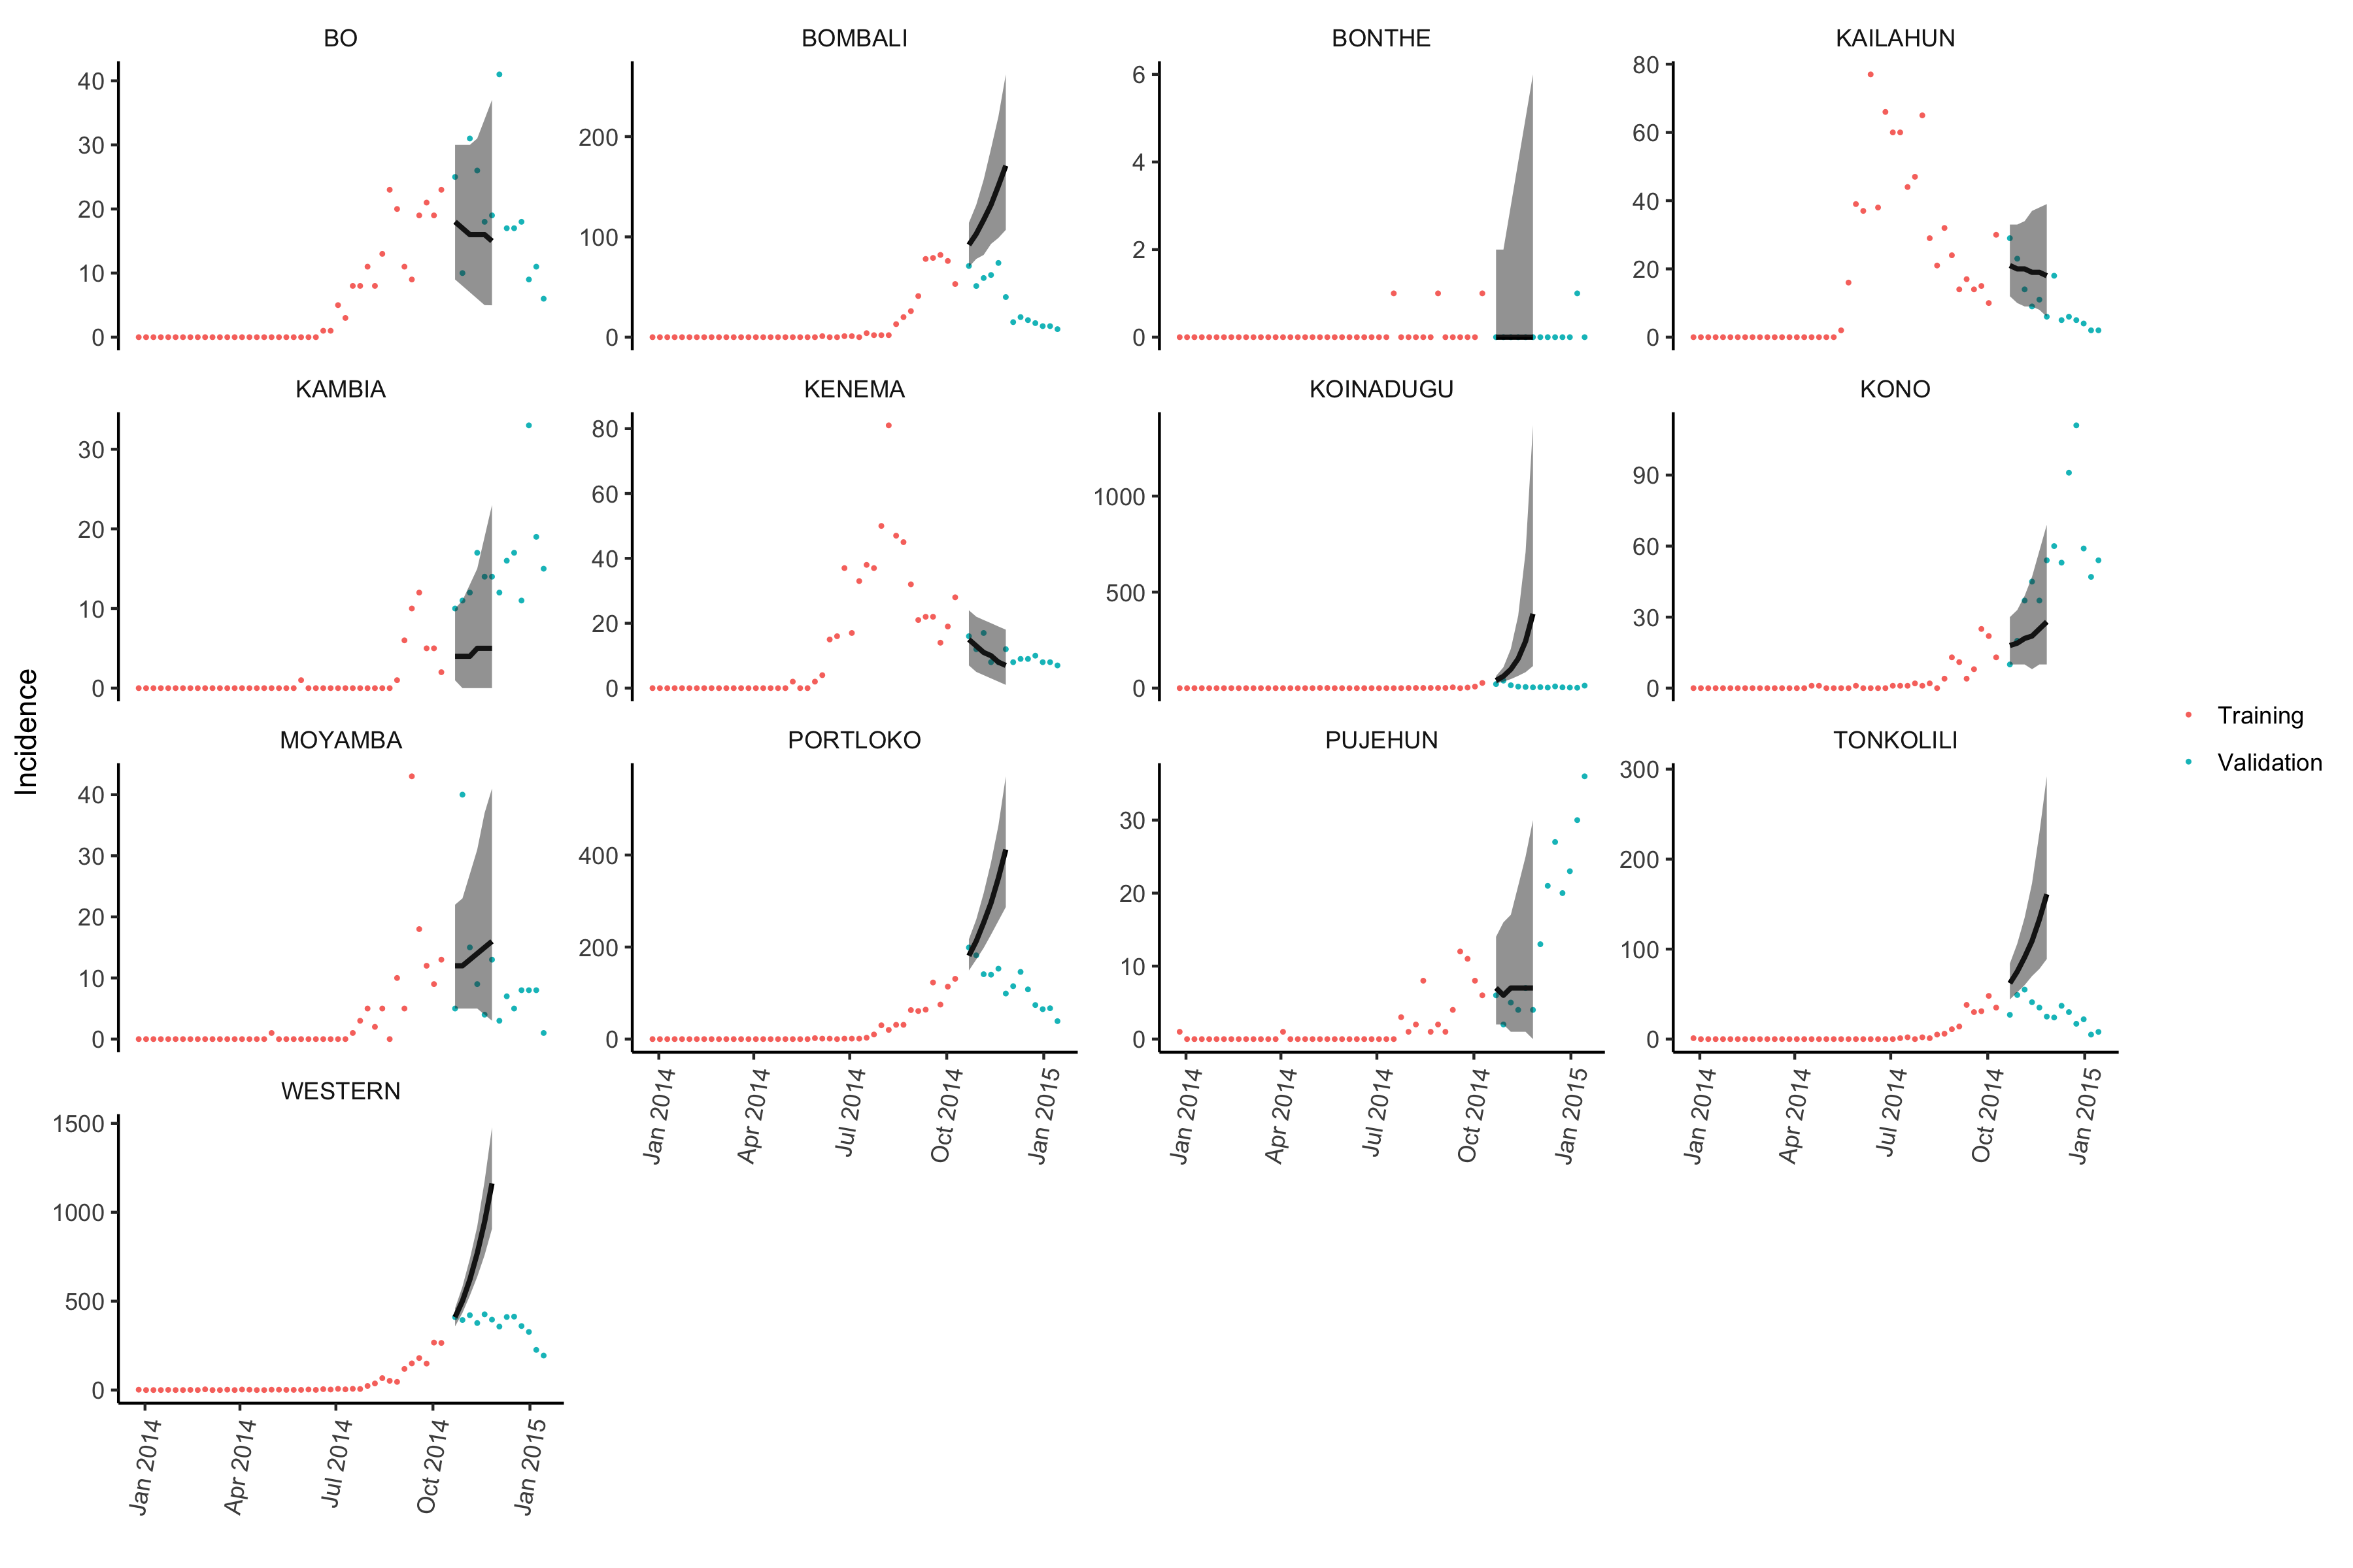 BO
BOMBALI
BONTHE
KAILAHUN
40
30
20
10
0
200
100
0
6
4
2
0
80
60
40
20
0
KAMBIA
KENEMA
KOINADUGU
KONO
30
20
10
0
80
60
40
20
0
1000
500
0
90
60
30
0
Incidence
Training
Validation
MOYAMBA
PORTLOKO
PUJEHUN
TONKOLILI
40
30
20
10
0
400
200
0
30
20
10
0
300
200
100
0
Jan 2014
Apr 2014
Jul 2014
Oct 2014
Jan 2015
Jan 2014
Apr 2014
Jul 2014
Oct 2014
Jan 2015
Jan 2014
Apr 2014
Jul 2014
Oct 2014
Jan 2015
WESTERN
1500
1000
500
0
Jan 2014
Apr 2014
Jul 2014
Oct 2014
Jan 2015